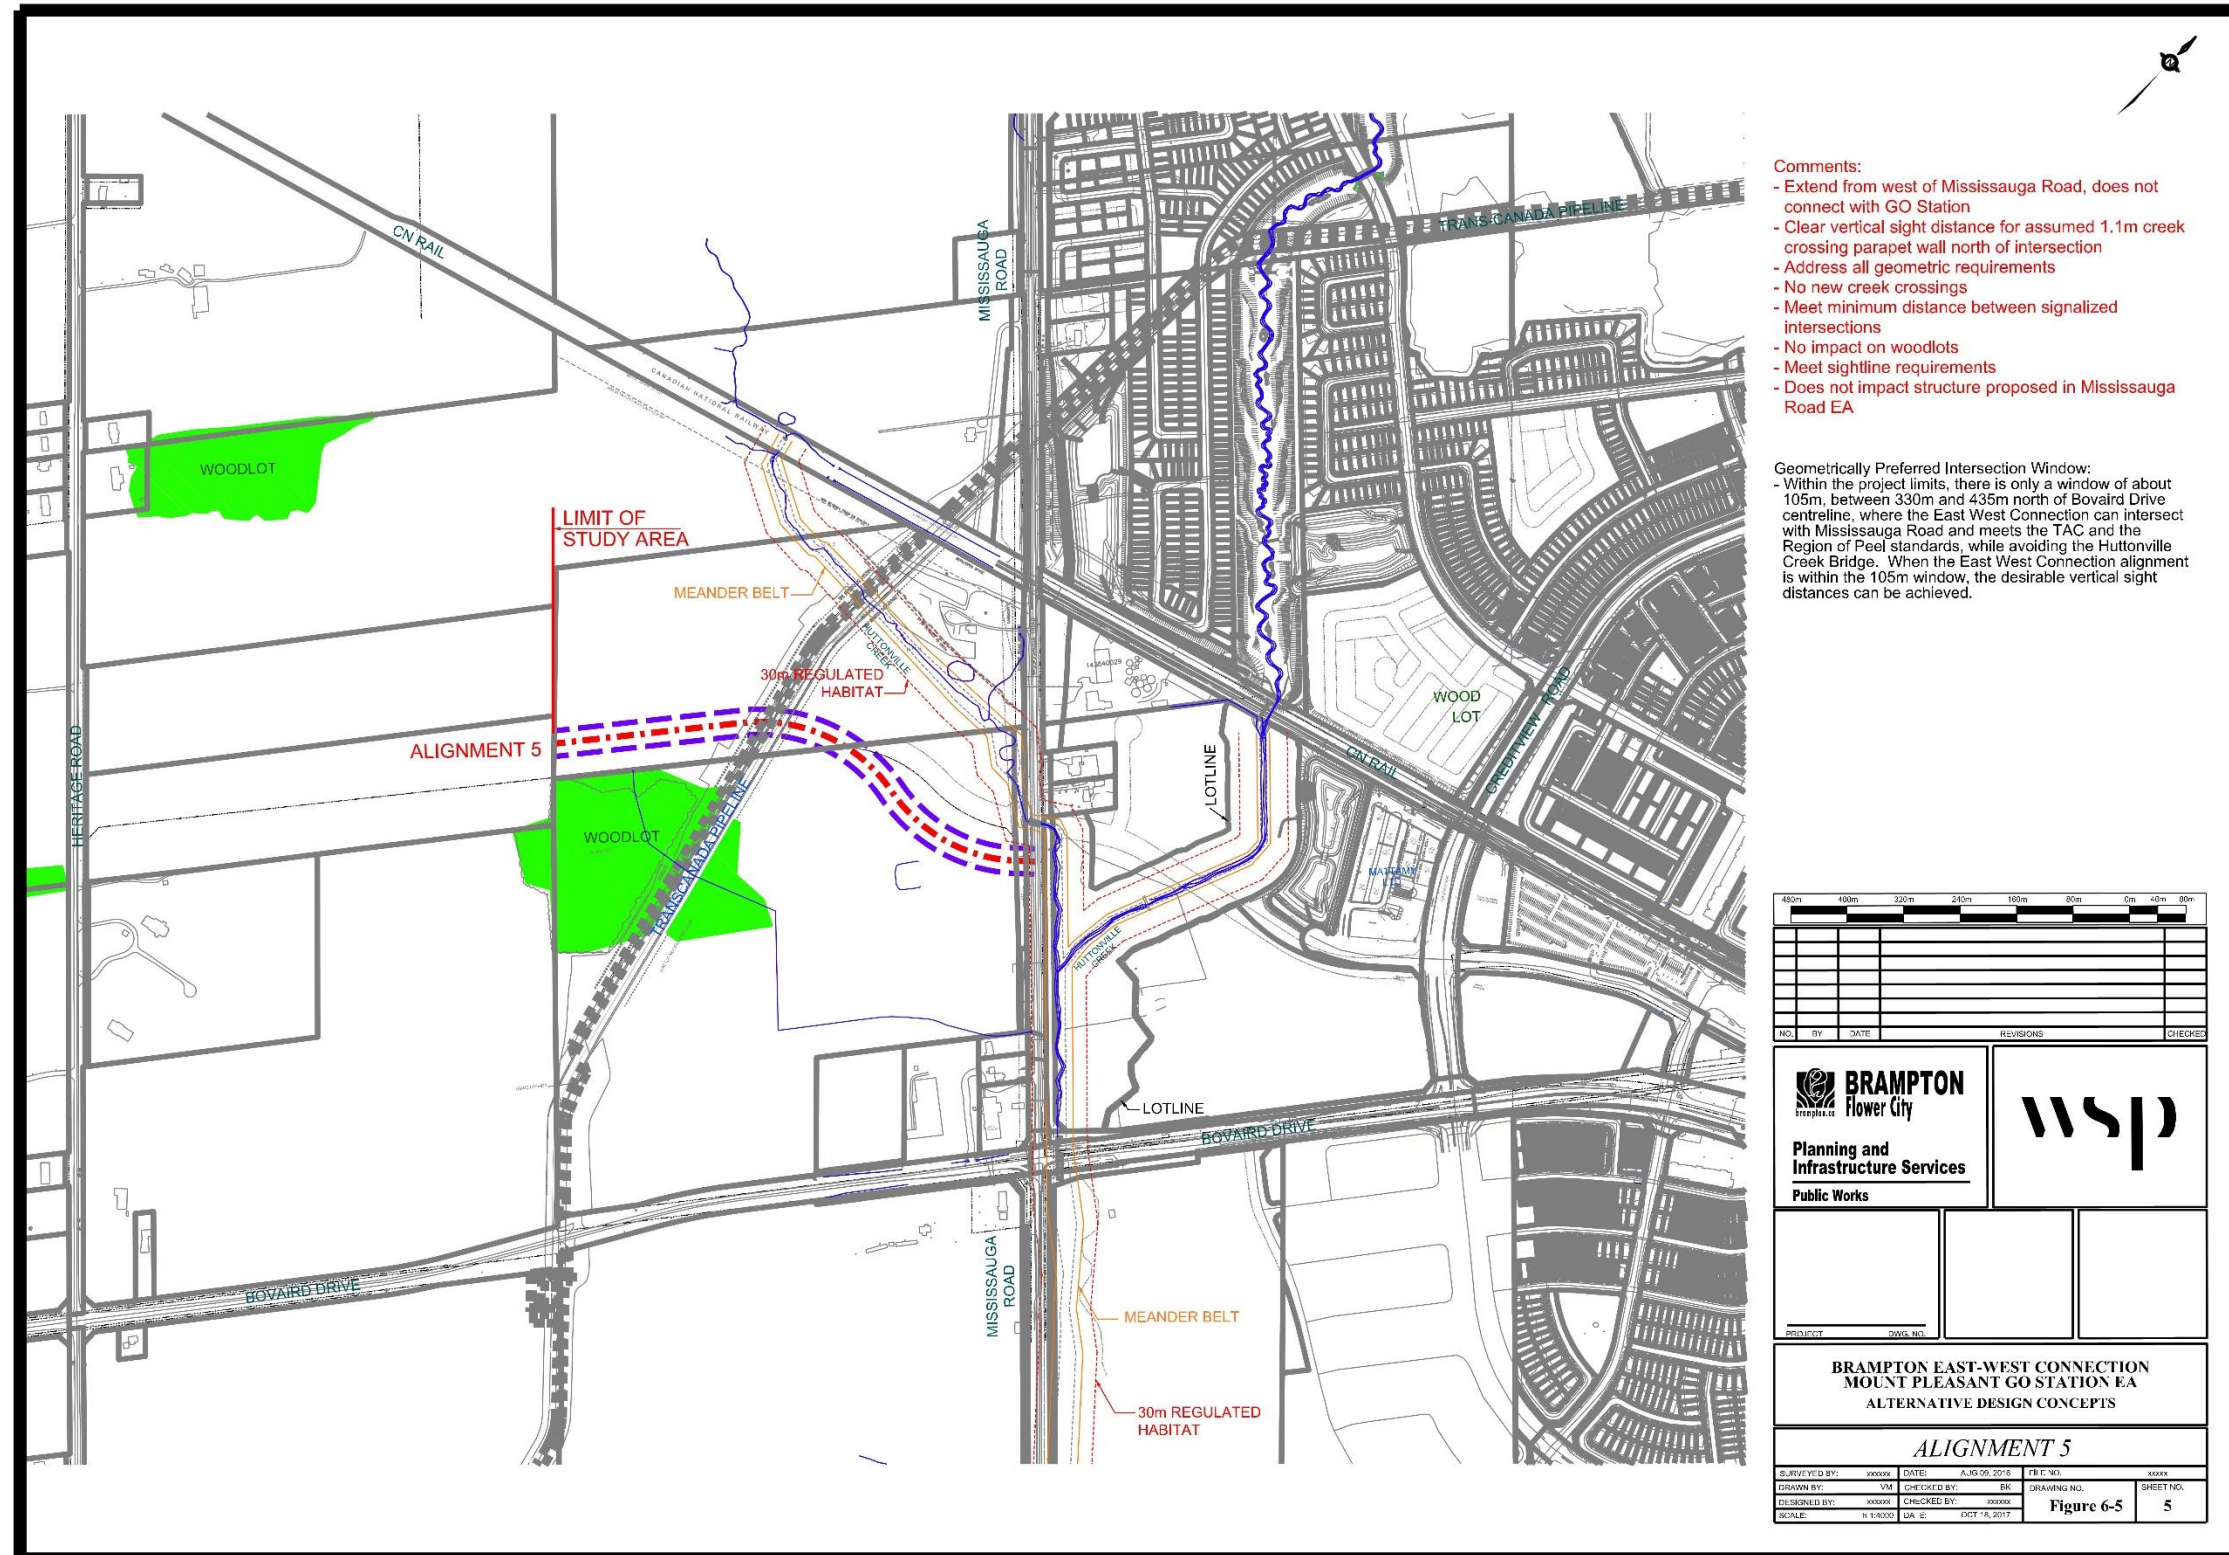 Comments:
- Extend from west of Mississauga Road, does not
connect with GO Station
- Clear vertical sight distance for assumed 1.1m creek
crossing parapet wall north of intersection
- Address all geometric requirements
- No new creek crossings
- Meet minimum distance between signalized
intersections
- No impact on woodlots
- Meet sightline requirements
- Does not impact structure proposed in Mississauga
Road EA
Geometrically Preferred Intersection Window:
- Within the project limits, there is only a window of about
105m, between 330m and 435m north of Bovaird Drive
centreline, where the East West Connection can intersect
with Mississauga Road and meets the TAC and the
Region of Peel standards, while avoiding the Huttonville
Creek Bridge. When the East West Connection alignment
is within the 105m window, the desirable vertical sight
distances can be achieved.
CN RAIL
MISSISSAUGA
ROAD
TRANS-CANADA PIPELINE
CANADIAN NATIONAL RAILWAY
WOODLOT
LIMIT OF
STUDY AREA
MEANDER BELT
HUTTONVILLE
CREEK
30m REGULATED
HABITAT
WOOD
LOT
CREDITVIEW ROAD
CN RAIL
LOTLINE
ALIGNMENT 5
HERITAGE ROAD
WOODLOT
TRANSCANADA PIPELINE
MATTAMY
LTD.
HUTTONVILLE
CREEK
LOTLINE
BOVAIRD DRIVE
BOVAIRD DRIVE
MISSISSAUGA
ROAD
MEANDER BELT
30m REGULATED
HABITAT
480m 400m 320m 240m 160m 80m 0m 40m 80m
NO. BY DATE REVISIONS CHECKED
BRAMPTON
Flower City
brampton.ca
Planning and
Infrastructure Services
Public Works
wsp
PROJECT DWG. NO.
BRAMPTON EAST-WEST CONNECTION
MOUNT PLEASANT GO STATION EA
ALTERNATIVE DESIGN CONCEPTS
ALIGNMENT 5
SURVEYED BY: xxxxxx DATE: AUG 09, 2016 FILE NO. xxxxx
DRAWN BY: VM CHECKED BY: BK DRAWING NO. SHEET NO.
DESIGNED BY: xxxxxx CHECKED BY: xxxxxx Figure 6-5 5
SCALE: h 1:4000 DATE: OCT 18, 2017